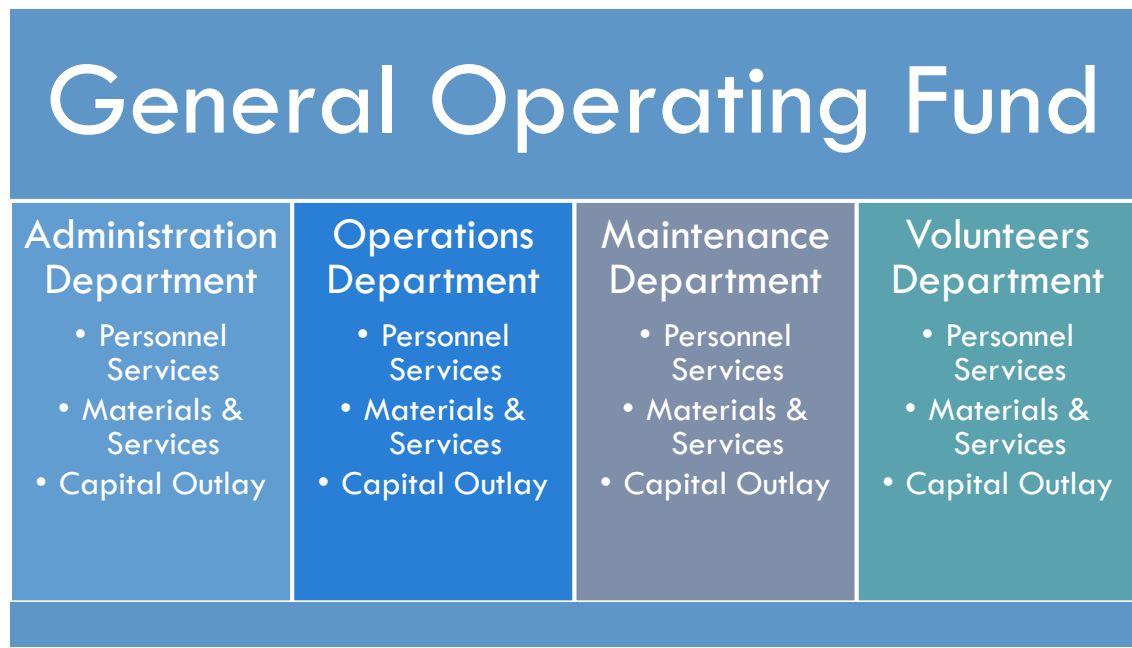 General Operating Fund
Administration
Department
• Personnel
Services
• Materials &
Services
• Capital Outlay
Operations
Department
• Personnel
Services
• Materials &
Services
• Capital Outlay
Maintenance
Department
• Personnel
Services
• Materials &
Services
• Capital Outlay
Volunteers
Department
• Personnel
Services
• Materials &
Services
• Capital Outlay